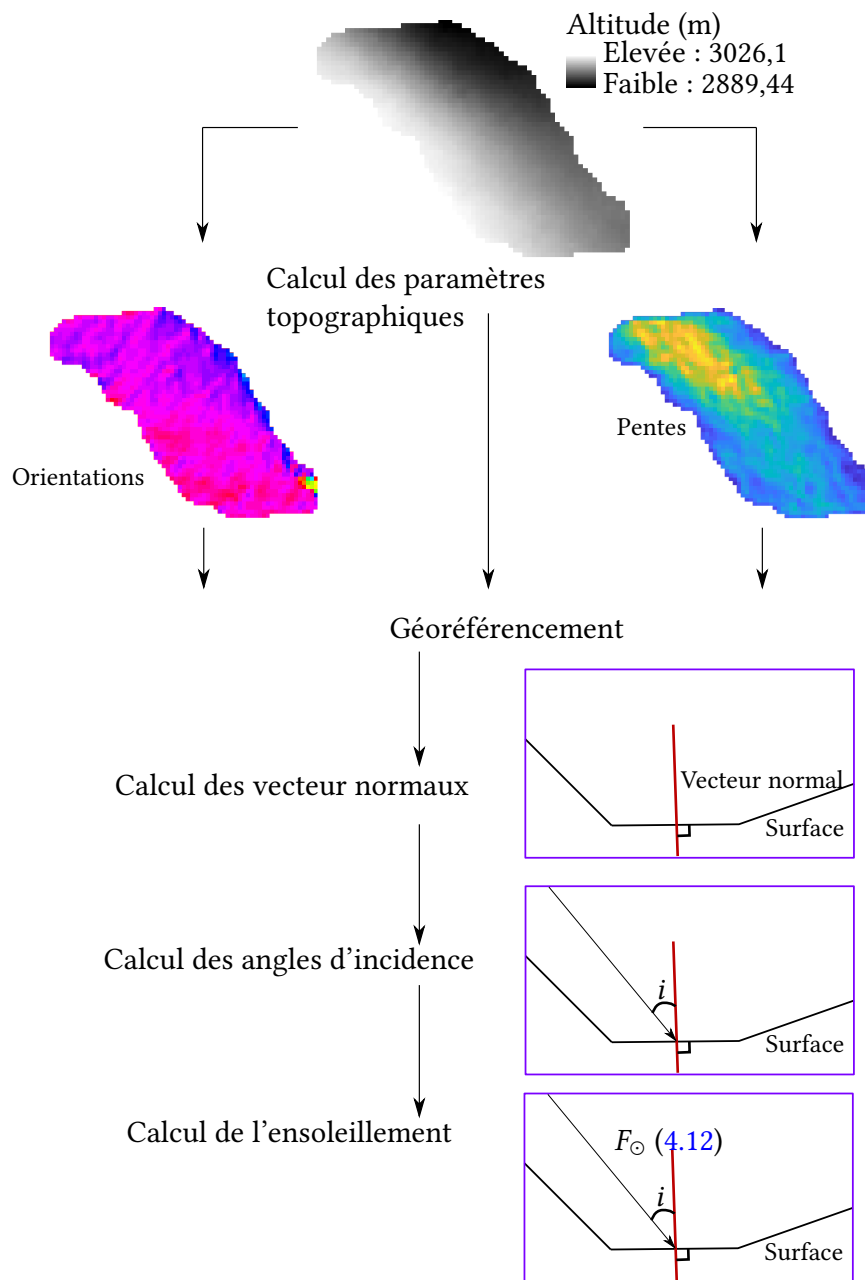 Altitude (m)
Elevée : 3026,1
Faible : 2889,44
Calcul des paramètres
topographiques
Orientations
Pentes
Géoréférencement
Calcul des vecteur normaux
Vecteur normal
Surface
Calcul des angles d'incidence
i
Surface
Calcul de l'ensoleillement
F☉ (4.12)
i
Surface